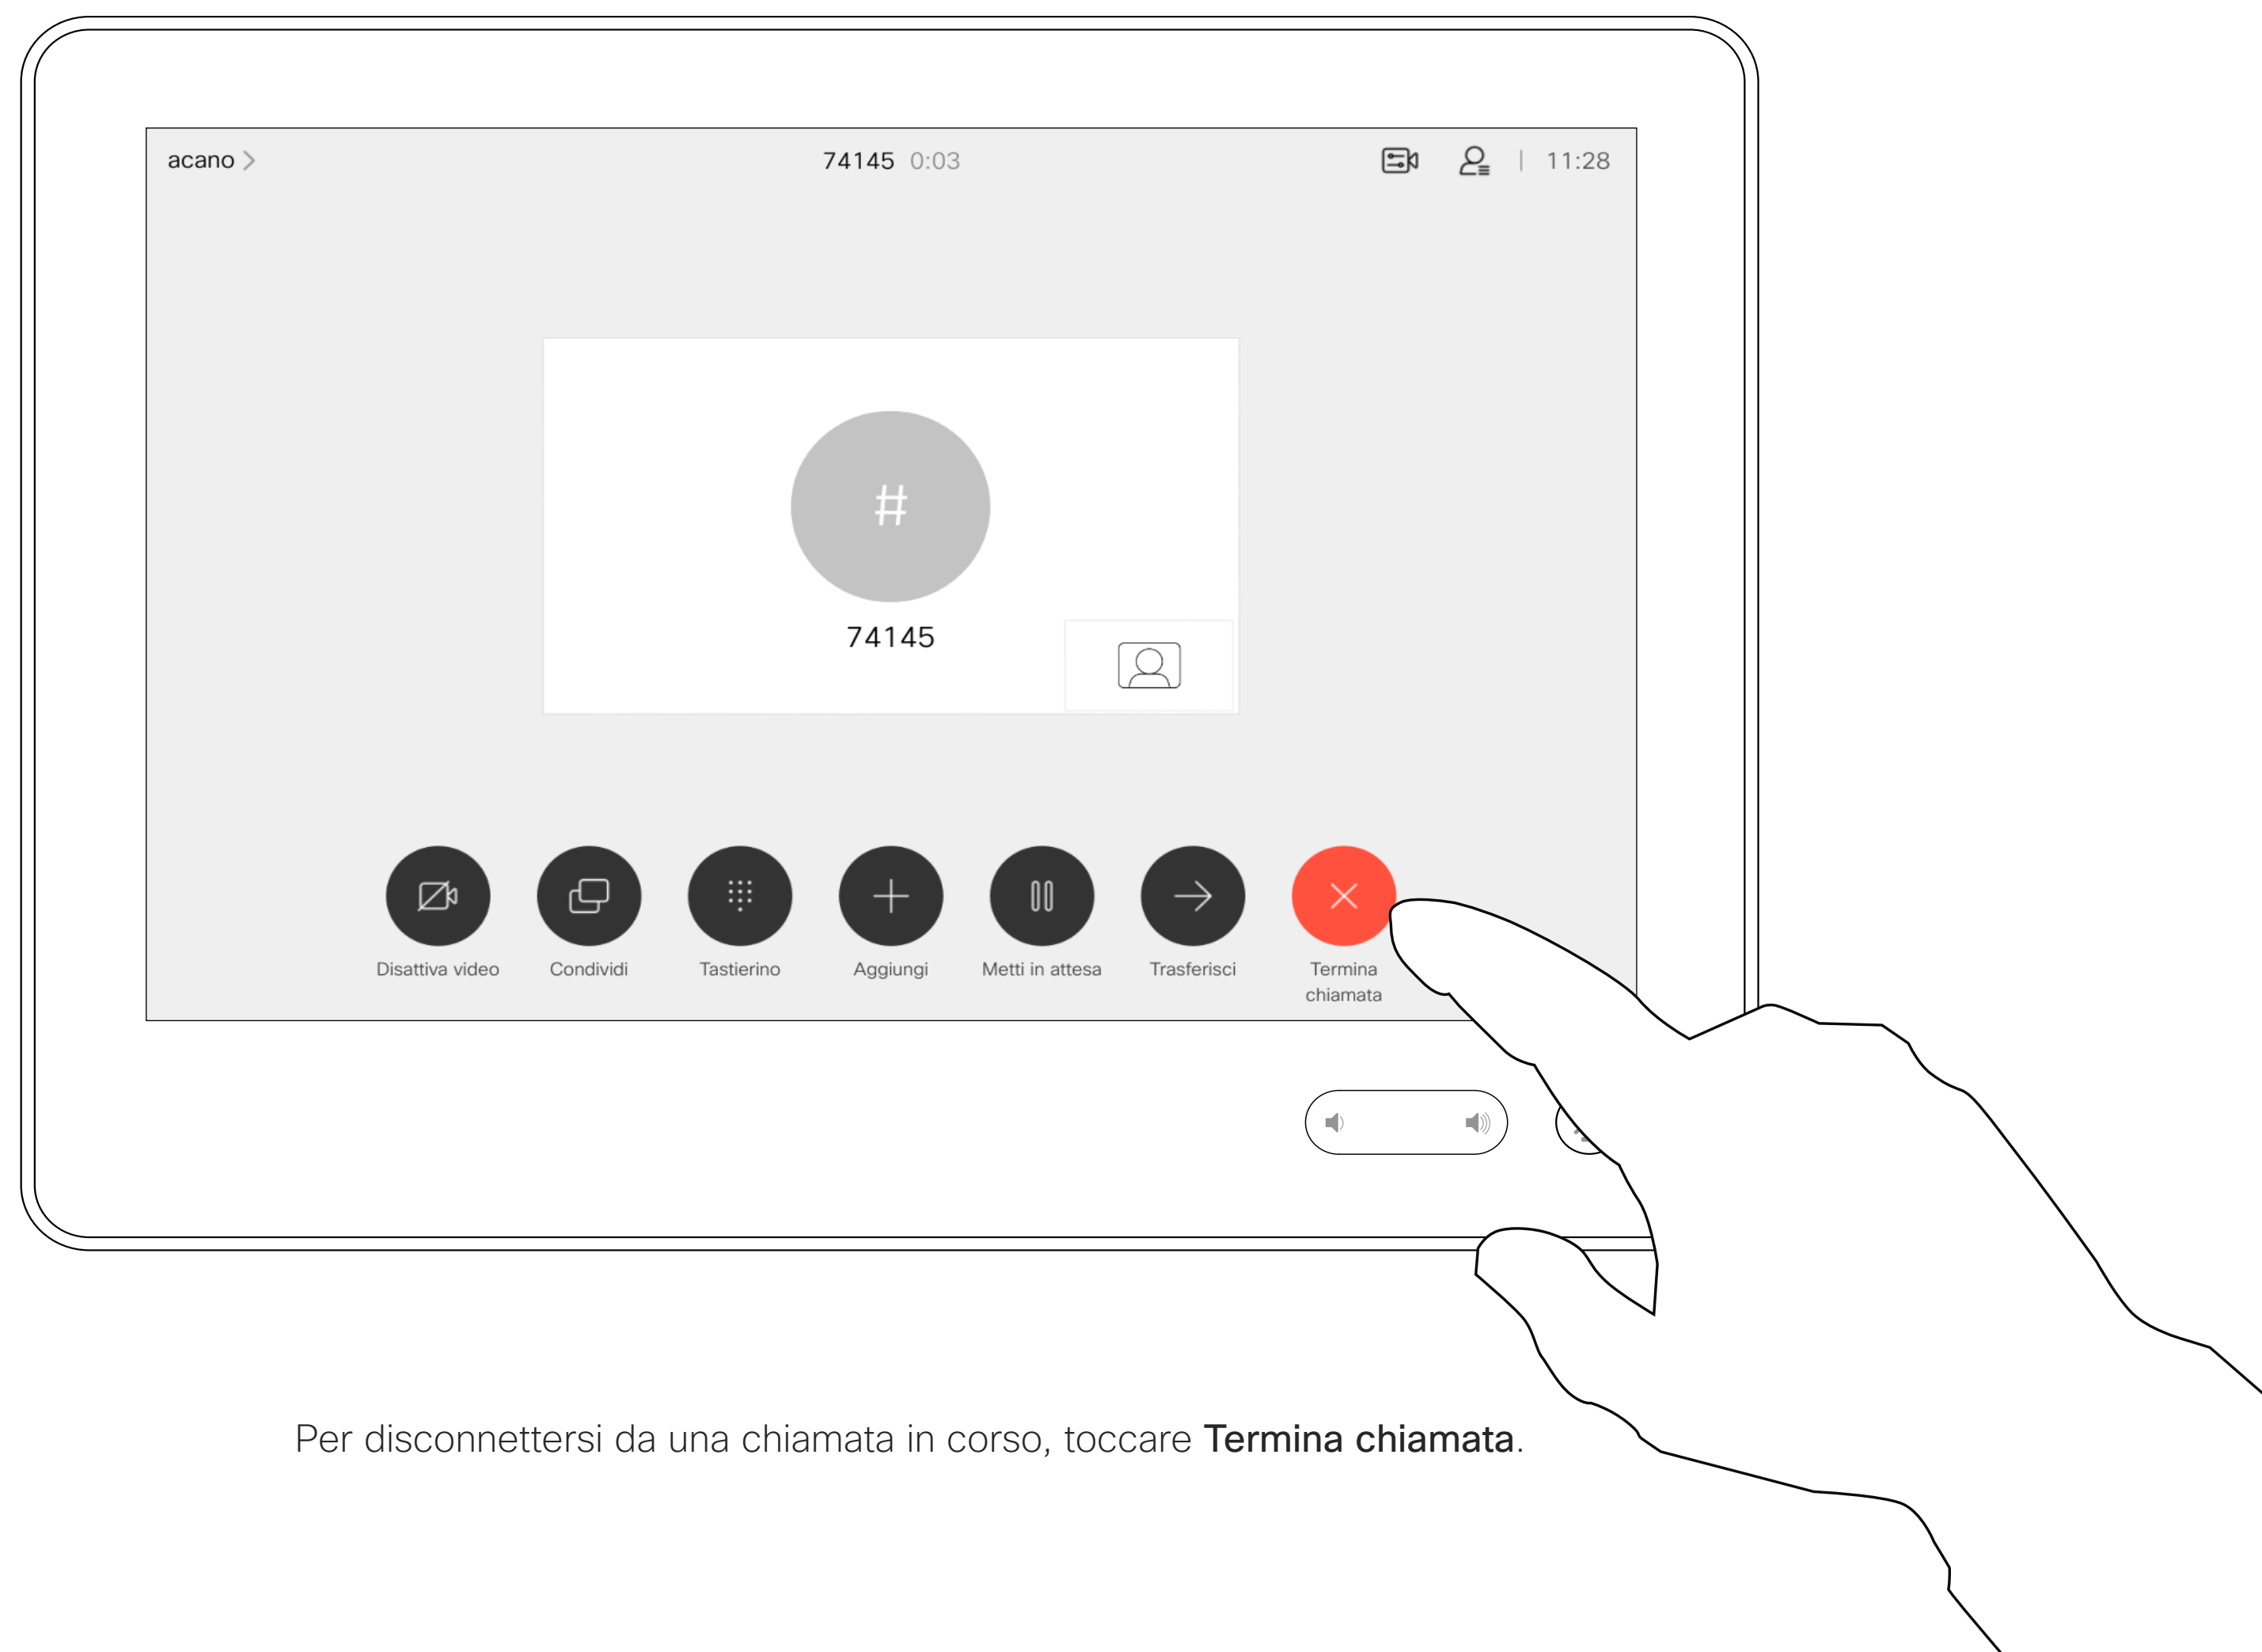 acano
74145 0:03
11:28
#
74145
Disattiva video
Condividi
Tastierino
Aggiungi
Metti in attesa
Trasferisci
Termina
chiamata
Per disconnettersi da una chiamata in corso, toccare Termina chiamata.